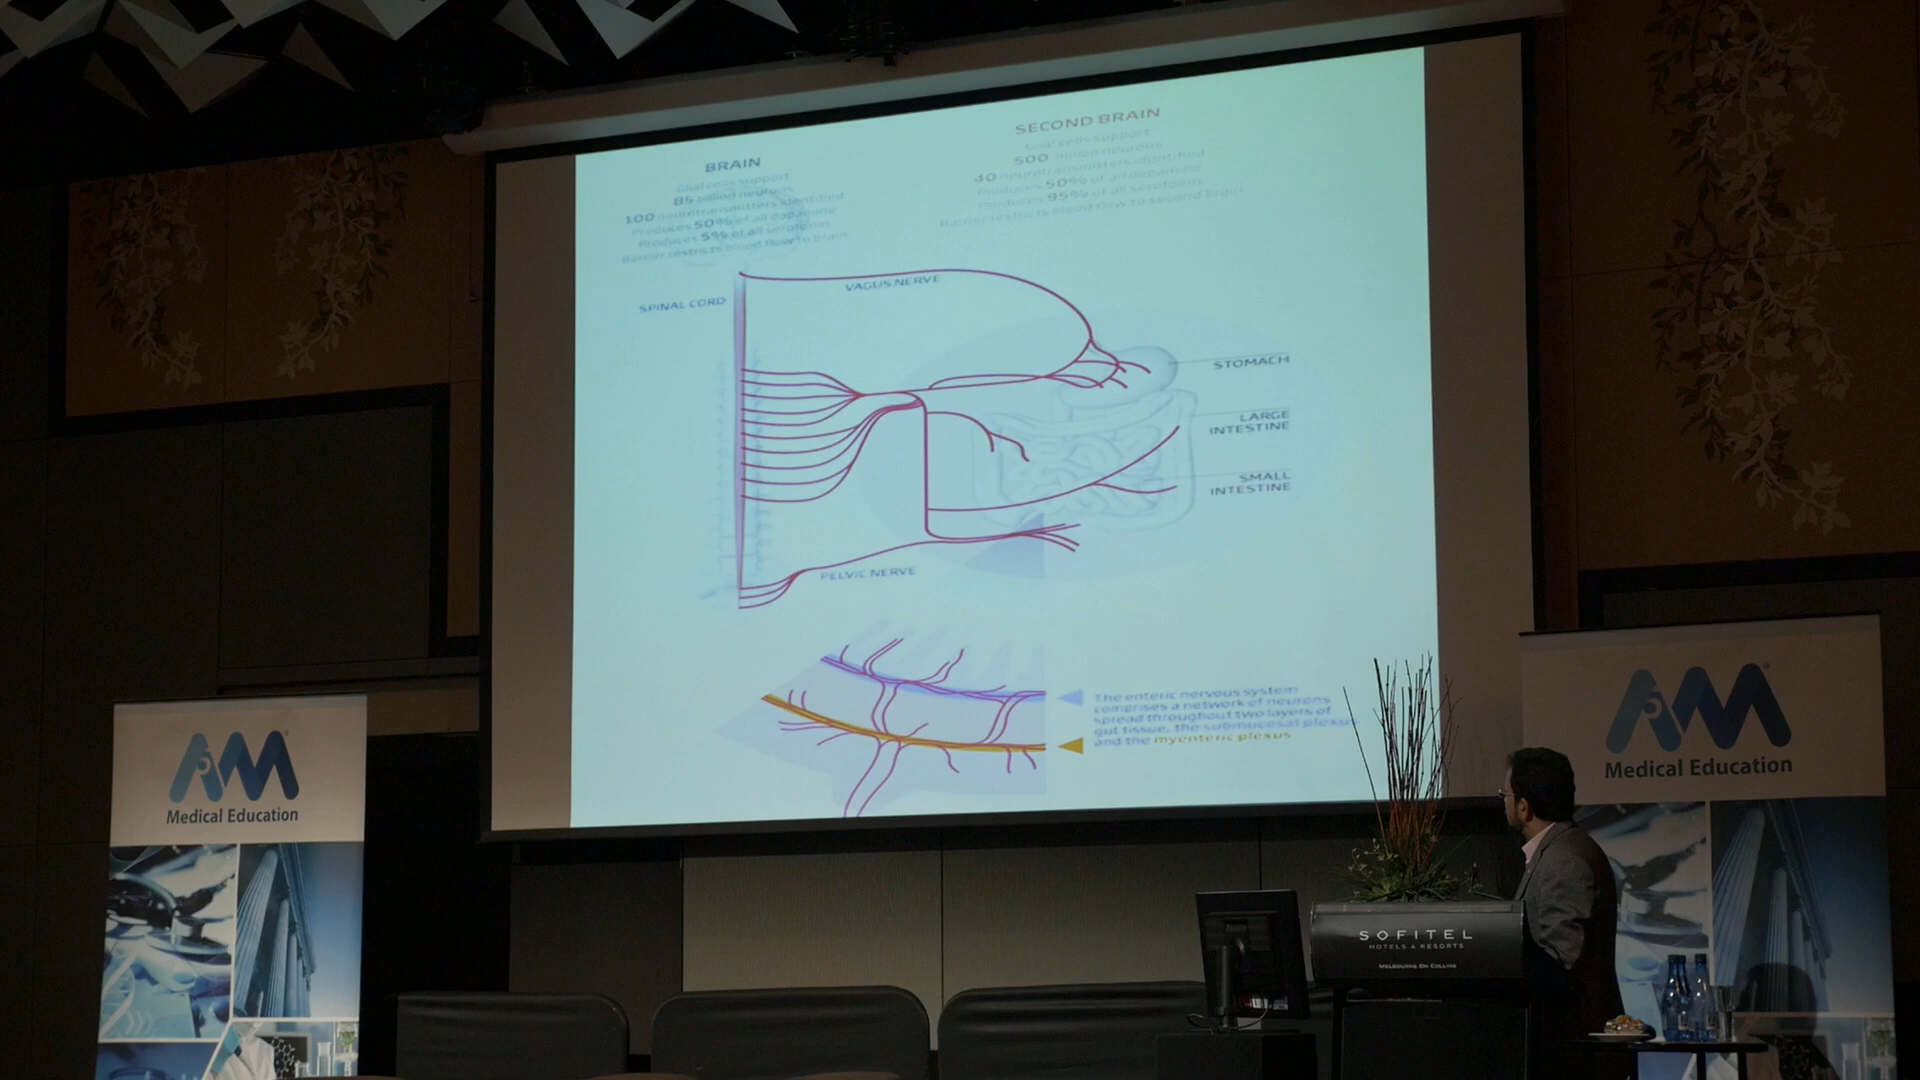 BRAIN
Glial cells support
85 billion neurons
100 neurotransmitters identified
Produces 50% of all dopamine
Produces 5% of all serotonin
Barrier restricts blood flow to brain
SECOND BRAIN
Glial cells support
500 million neurons
40 neurotransmitters identified
Produces 50% of all dopamine
Produces 95% of all serotonin
Barrier restricts blood flow to second brain
SPINAL CORD
VAGUS NERVE
STOMACH
LARGE
INTESTINE
SMALL
INTESTINE
PELVIC NERVE
The enteric nervous system
comprises a network of neurons
spread throughout two layers of
gut tissue, the submucosal plexus
and the myenteric plexus
A5M
Medical Education
A5M
Medical Education
SOFITEL
HOTELS & RESORTS
MELBOURNE ON COLLINS